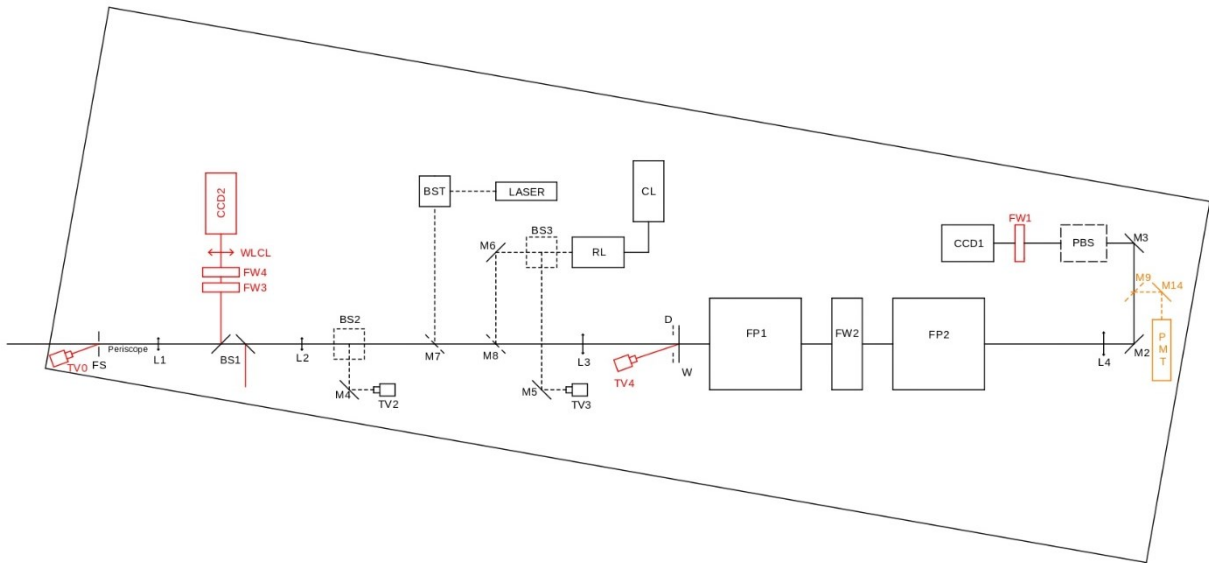 CCD2
BST
LASER
CL
WLCL
FW4
FW3
M6
BS3
RL
CCD1
FW1
PBS
M3
M9
M14
TV0
FS
Periscope
L1
BS1
L2
BS2
M4
TV2
M7
M8
M5
TV3
L3
TV4
D
W
FP1
FW2
FP2
L4
M2
PMT